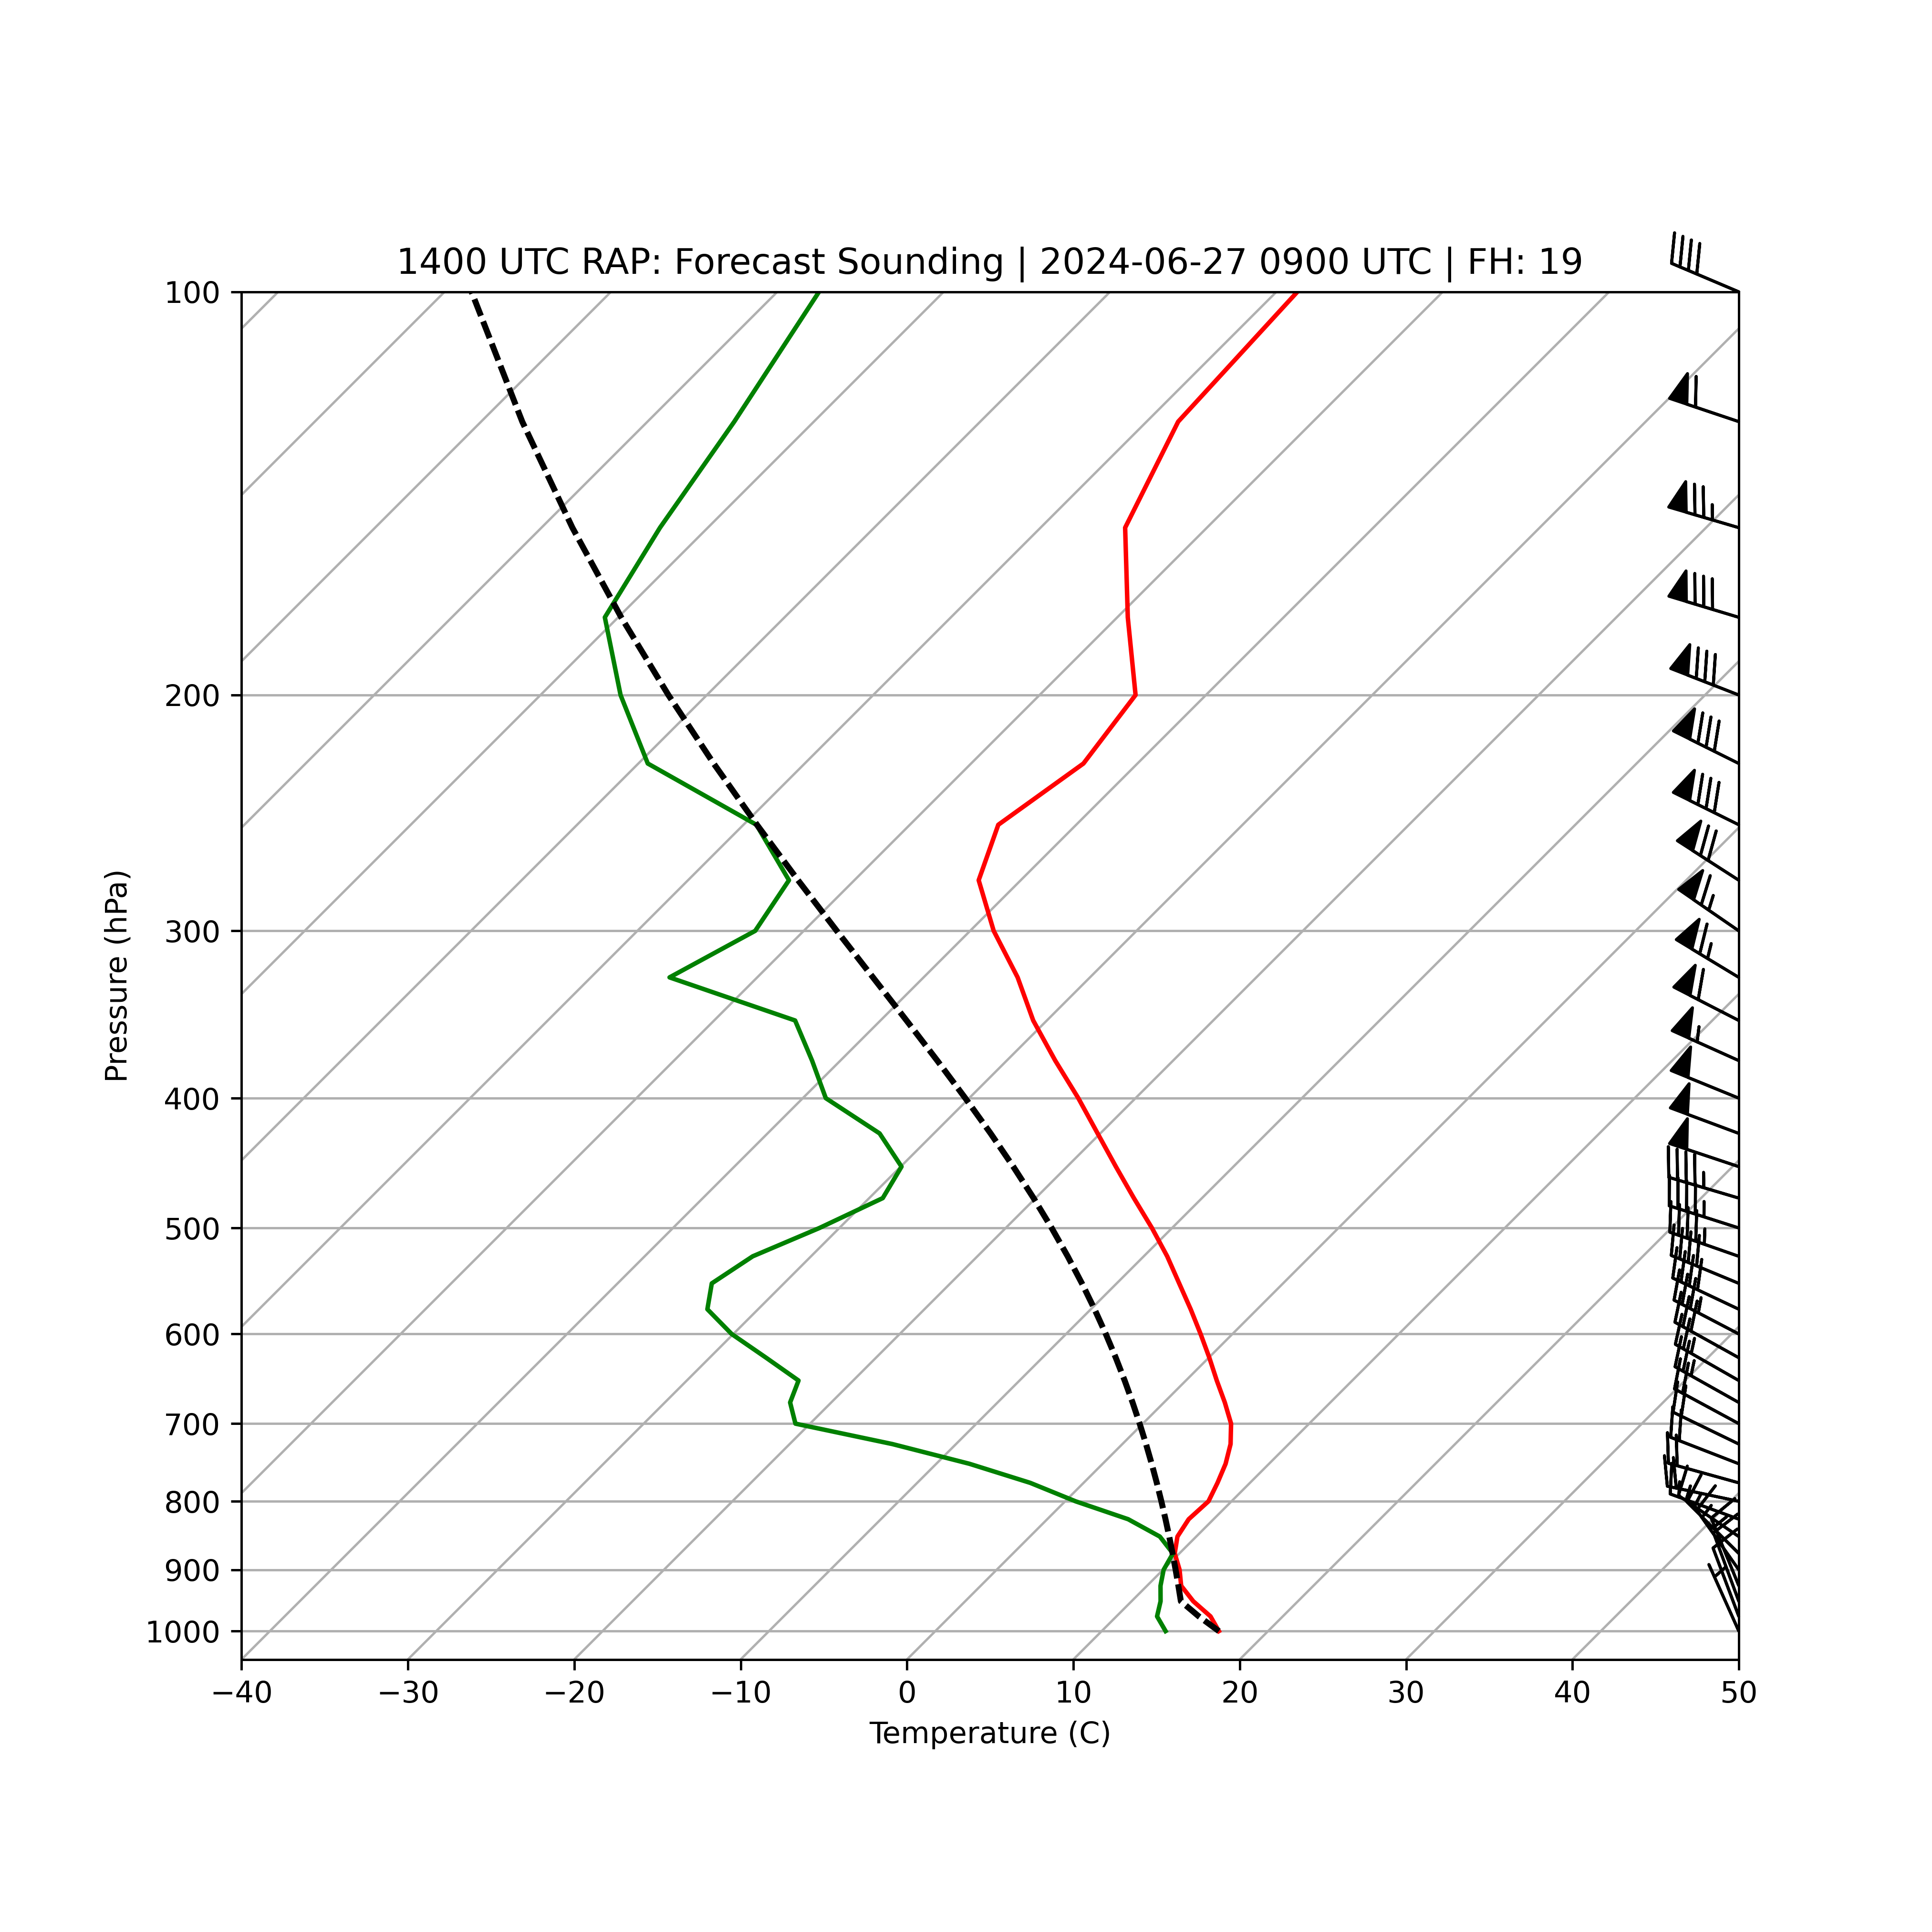 1400 UTC RAP: Forecast Sounding | 2024-06-27 0900 UTC | FH: 19
100
200
300
400
500
600
700
800
900
1000
Pressure (hPa)
−40 −30 −20 −10 0 10 20 30 40 50
Temperature (C)